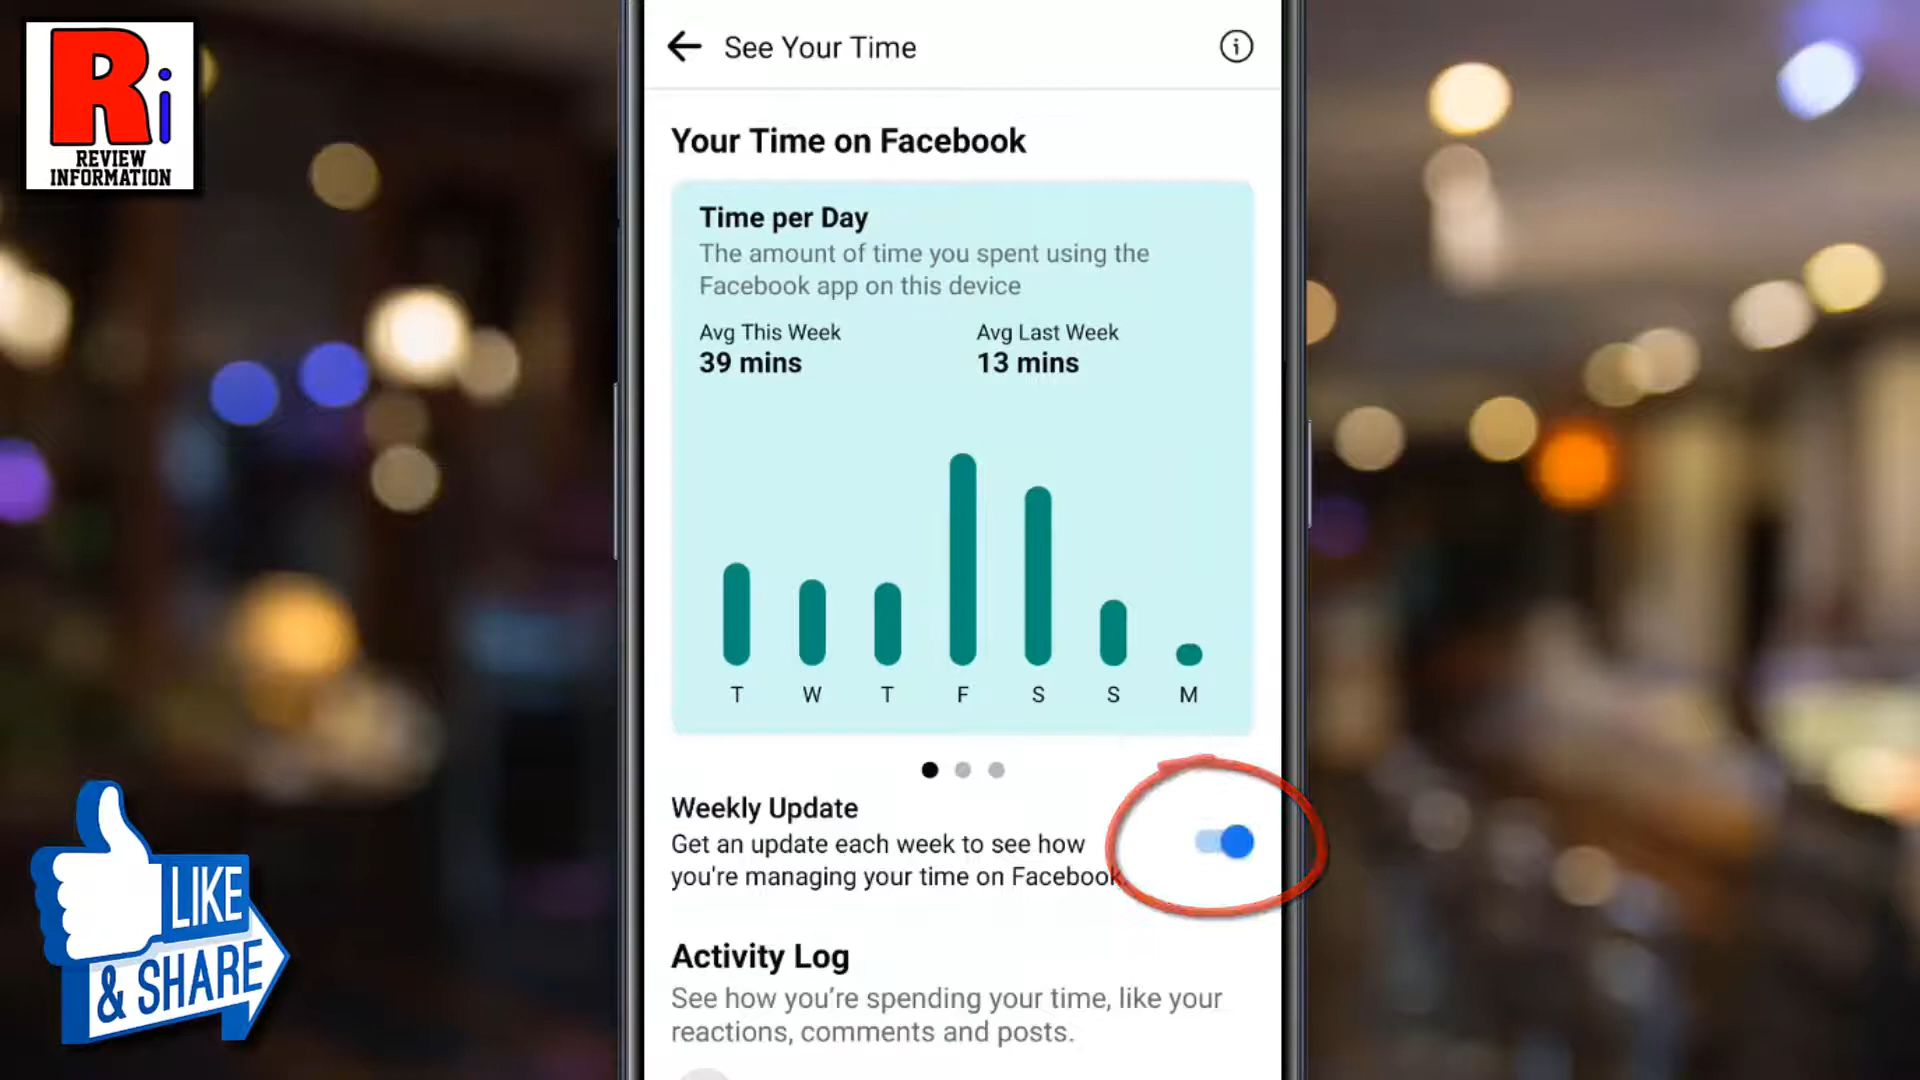 Ri
REVIEW
INFORMATION
See Your Time
Your Time on Facebook
Time per Day
The amount of time you spent using the
Facebook app on this device
Avg This Week
Avg Last Week
39 mins
13 mins
T W T F S S M
Weekly Update
Get an update each week to see how
you're managing your time on Facebook.
Activity Log
See how you're spending your time, like your
reactions, comments and posts.
LIKE
& SHARE